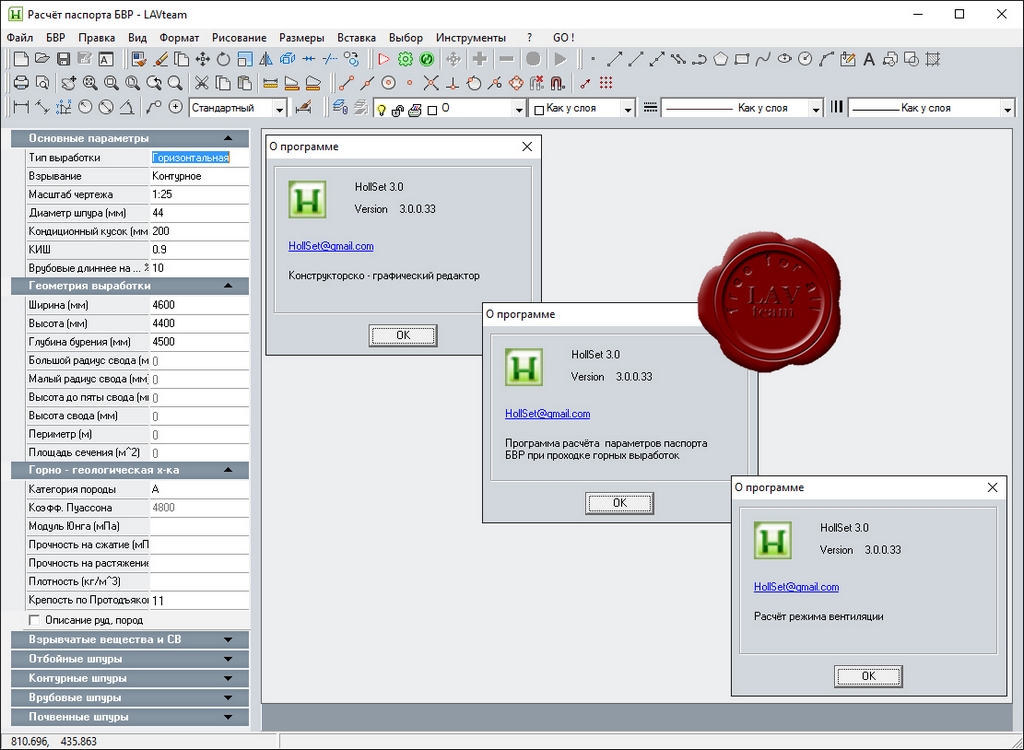 Расчёт паспорта БВР - LAVteam
Файл БВР Правка Вид Формат Рисование Размеры Вставка Выбор Инструменты ? GO !
Стандартный
0
Как у слоя
Как у слоя
Как у слоя
Основные параметры
Тип выработки Горизонтальная
Взрывание Контурное
Масштаб чертежа 1:25
Диаметр шпура (мм) 44
Кондиционный кусок (мм 200
КИШ 0.9
Врубовые длиннее на ... % 10
Геометрия выработки
Ширина (мм) 4600
Высота (мм) 4400
Глубина бурения (мм) 4500
Большой радиус свода (м 0
Малый радиус свода (мм) 0
Высота до пяты свода (м 0
Высота свода (мм) 0
Периметр (м) 0
Площадь сечения (м^2) 0
Горно - геологическая х-ка
Категория породы А
Коэфф. Пуассона 4800
Модуль Юнга (мПа)
Прочность на сжатие (мП
Прочность на растяжение
Плотность (кг/м^3)
Крепость по Протодъякон 11
Описание руд, пород
Взрывчатые вещества и СВ
Отбойные шпуры
Контурные шпуры
Врубовые шпуры
Почвенные шпуры
О программе
HollSet 3.0
Version 3.0.0.33
HollSet@gmail.com
Конструкторско - графический редактор
OK
О программе
HollSet 3.0
Version 3.0.0.33
HollSet@gmail.com
Программа расчёта параметров паспорта
БВР при проходке горных выработок
OK
free for all
LAV
team
О программе
HollSet 3.0
Version 3.0.0.33
HollSet@gmail.com
Расчёт режима вентиляции
OK
810.696, 435.863